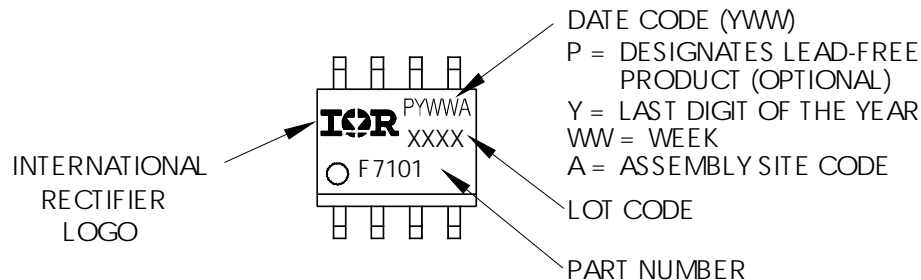 DATE CODE (YWW)
P = DESIGNATES LEAD-FREE
PRODUCT (OPTIONAL)
Y = LAST DIGIT OF THE YEAR
WW = WEEK
A = ASSEMBLY SITE CODE
LOT CODE
PART NUMBER
INTERNATIONAL
RECTIFIER
LOGO
IOR
PYWWA
XXXX
F7101